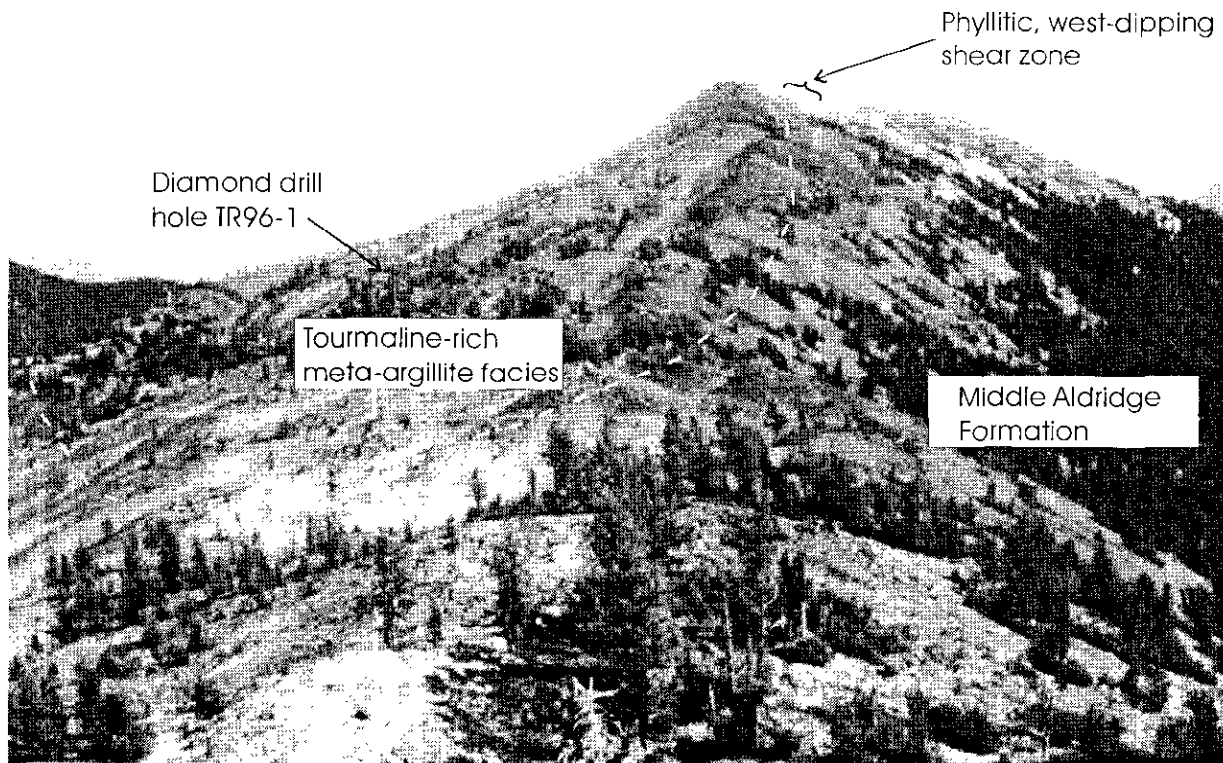 Phyllitic, west-dipping
shear zone
Diamond drill
hole TR96-1
Tourmaline-rich
meta-argillite facies
Middle Aldridge
Formation